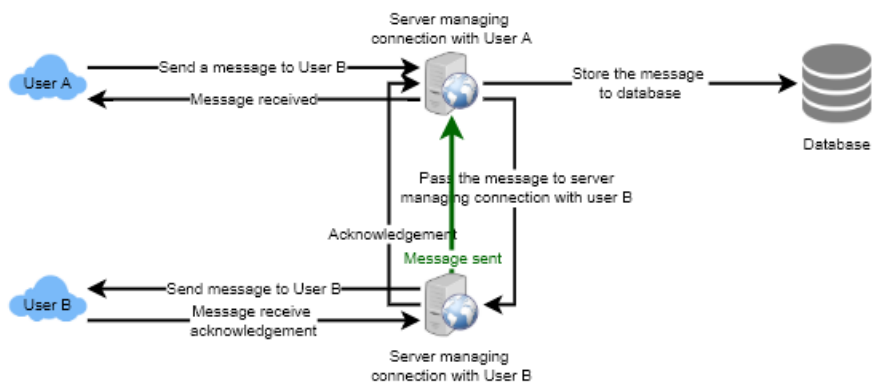 Server managing
connection with User A
User A
Send a message to User B
Message received
Store the message
to database
Database
Pass the message to server
managing connection with user B
Acknowledgement
Message sent
User B
Send message to User B
Message receive
acknowledgement
Server managing
connection with User B